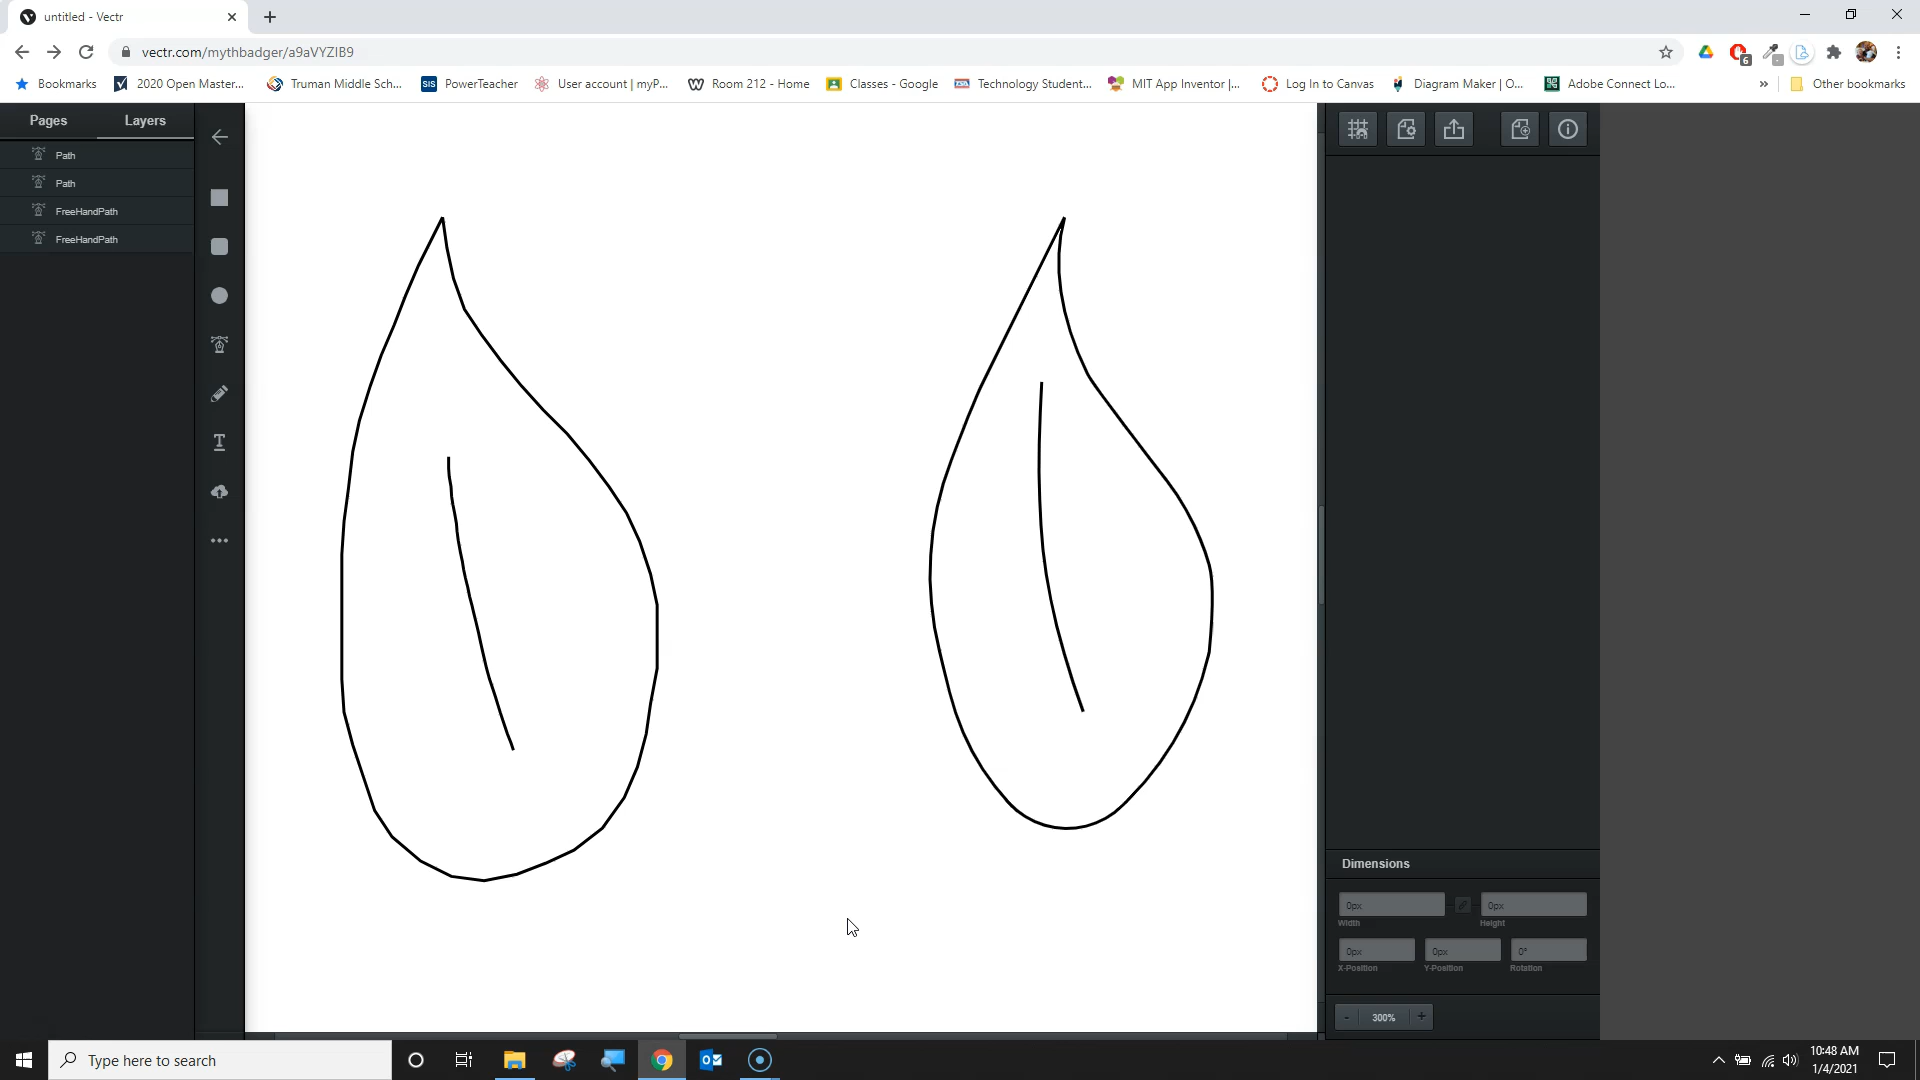 untitled - Vectr
vectr.com/mythbadger/a9aVYZIB9
6
Bookmarks
2020 Open Master...
Truman Middle Sch...
SIS
PowerTeacher
User account | myP...
Room 212 - Home
Classes - Google
Technology Student...
MIT App Inventor |...
Log In to Canvas
Diagram Maker | O...
Adobe Connect Lo...
Other bookmarks
Pages
Layers
Path
Path
FreeHandPath
FreeHandPath
Dimensions
0px
0px
Width
Height
0px
0px
0°
X-Position
Y-Position
Rotation
- 300% +
Type here to search
10:48 AM
1/4/2021